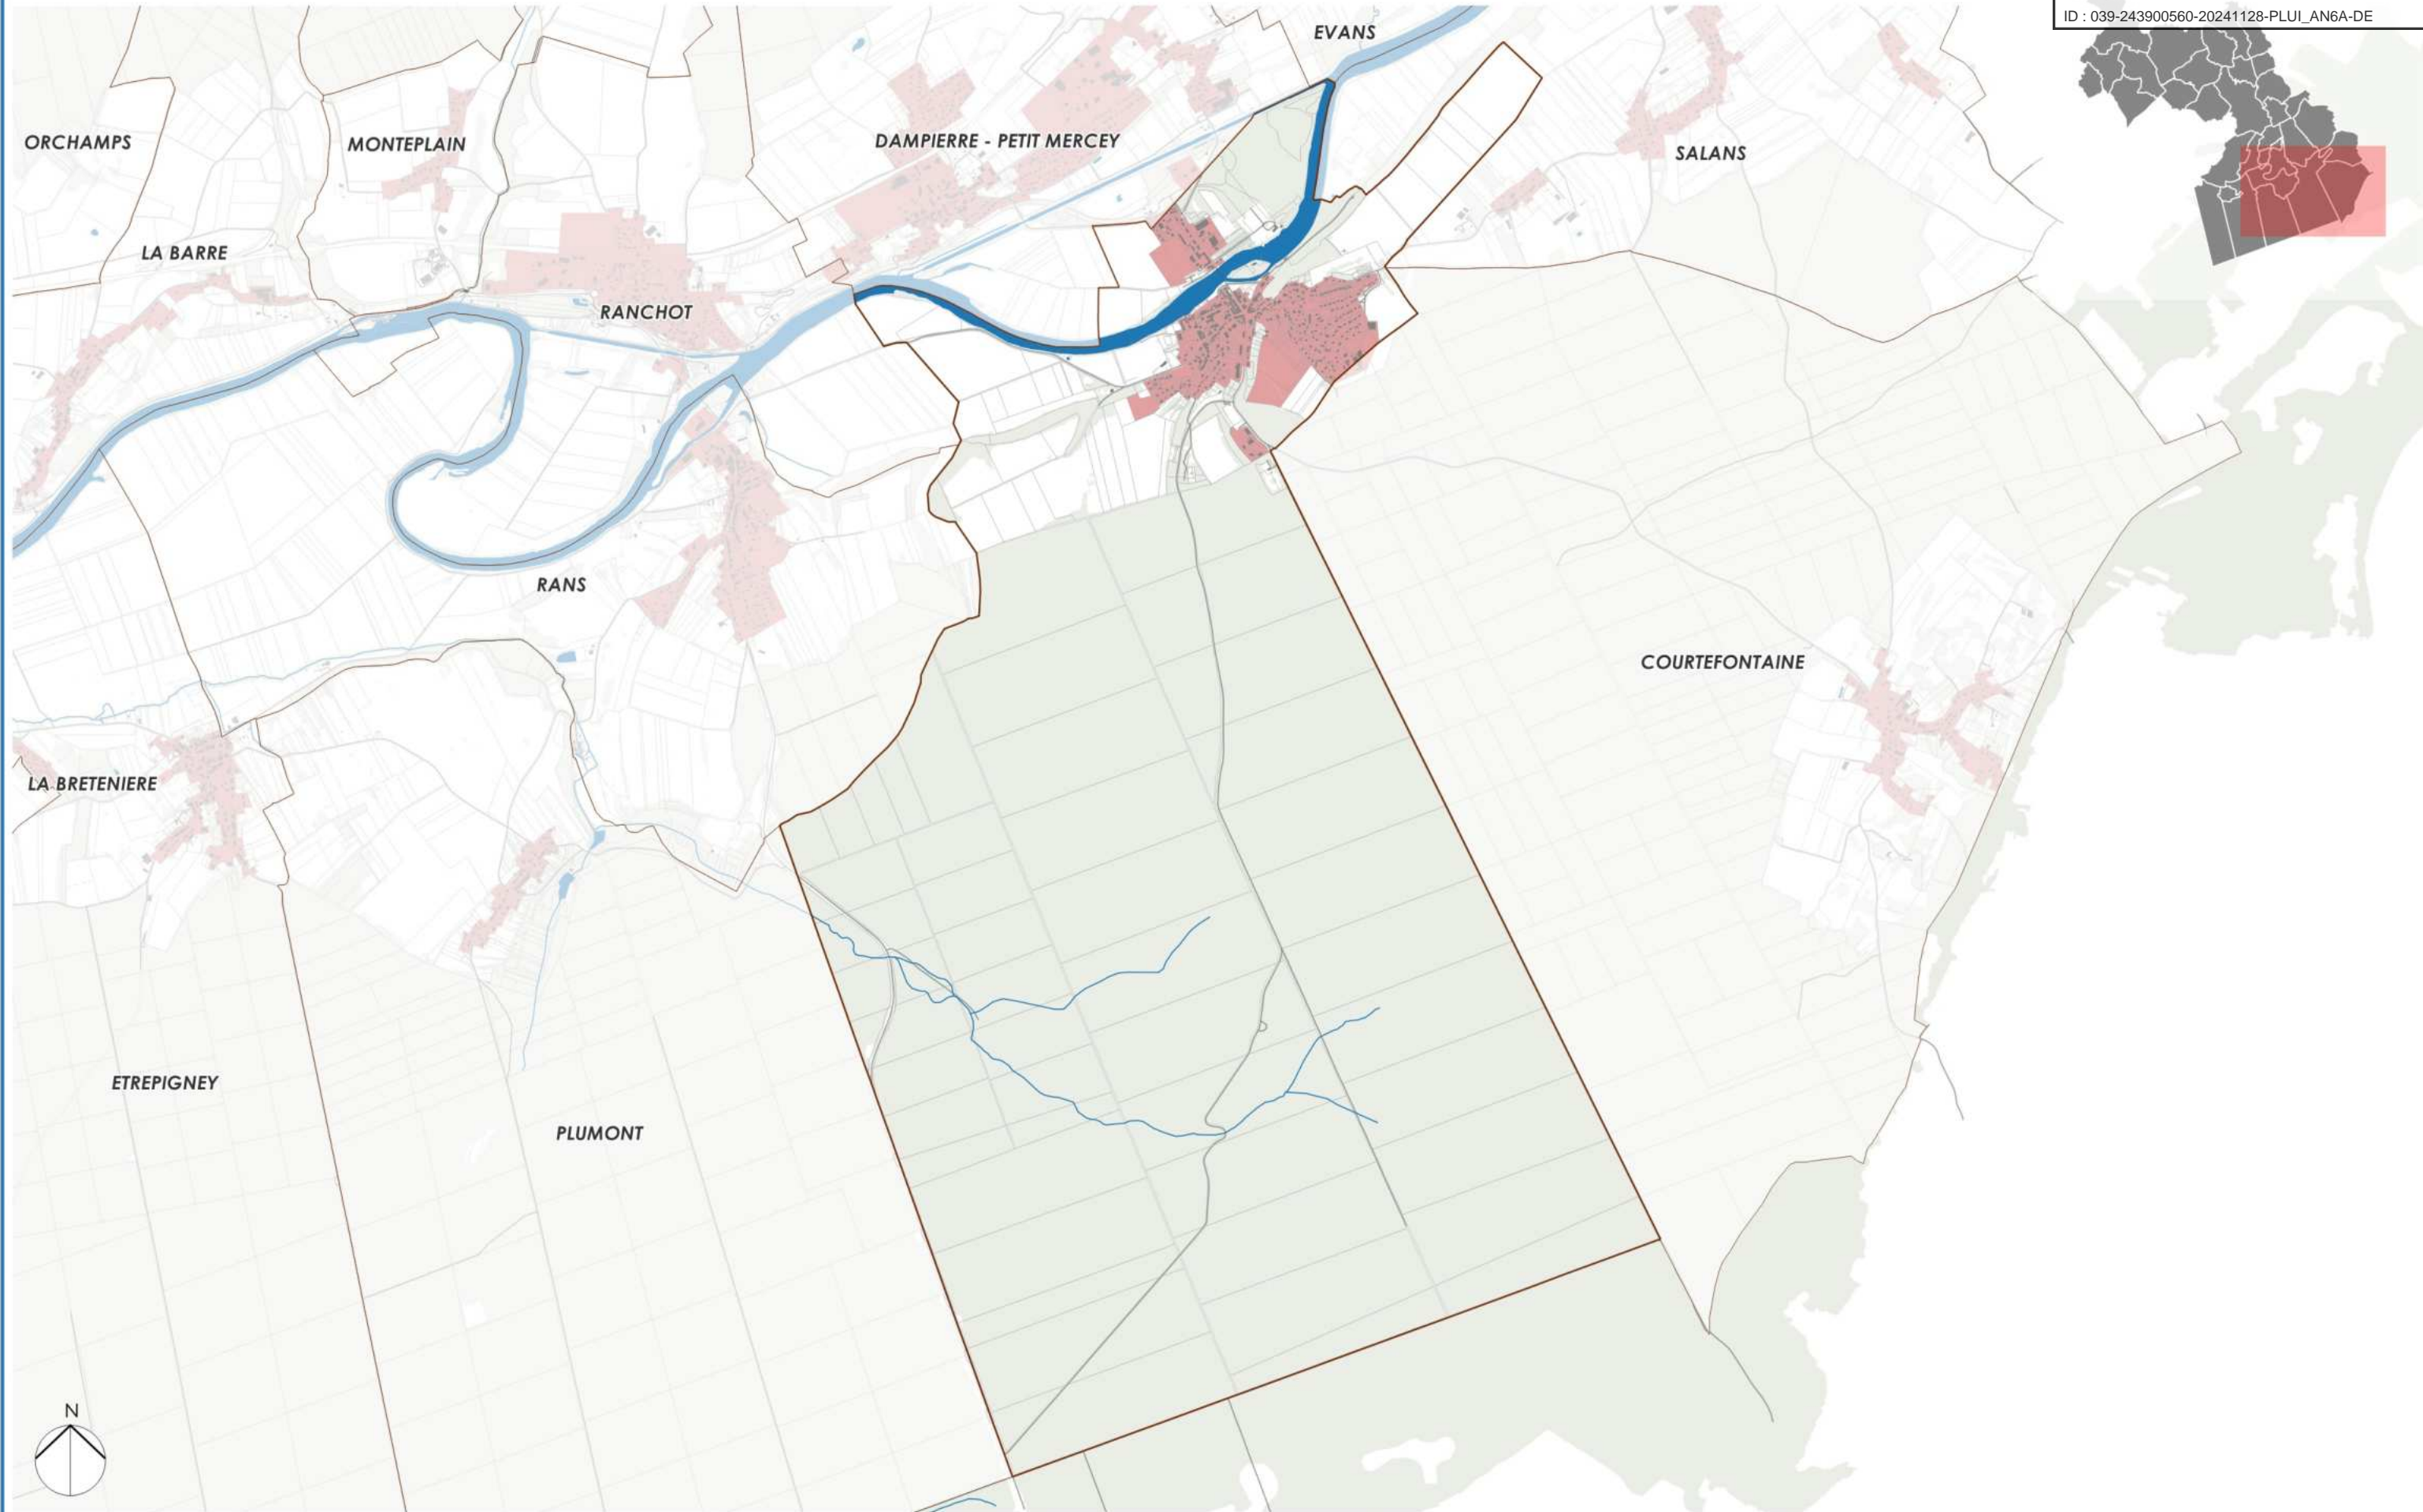 ID : 039-243900560-20241128-PLUI_AN6A-DE
EVANS
ORCHAMPS
MONTEPLAIN
DAMPIERRE - PETIT MERCEY
SALANS
LA BARRE
RANCHOT
RANS
COURTEFONTAINE
LA BRETENIERE
ETREPIGNEY
PLUMONT
N